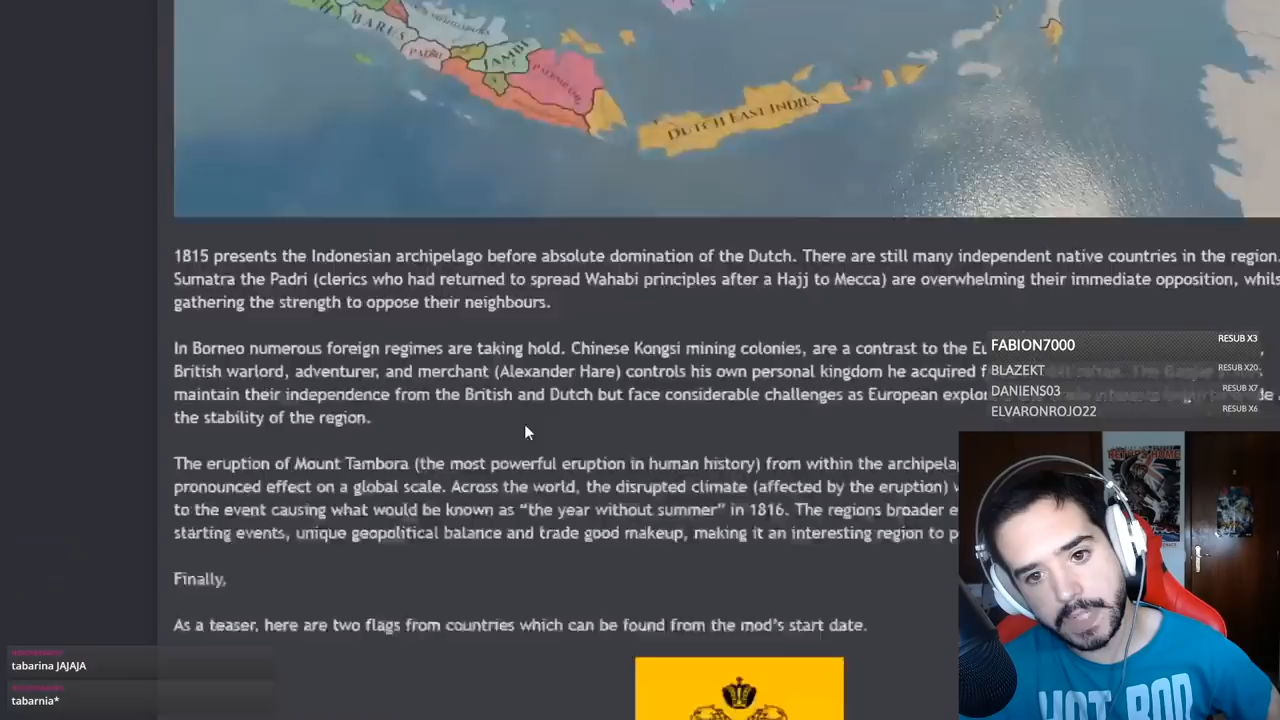 BARUS
PADRI
JAMBI
DUTCH EAST INDIES
1815 presents the Indonesian archipelago before absolute domination of the Dutch. There are still many independent native countries in the region.
Sumatra the Padri (clerics who had returned to spread Wahabi principles after a Hajj to Mecca) are overwhelming their immediate opposition, whils
gathering the strength to oppose their neighbours.
In Borneo numerous foreign regimes are taking hold. Chinese Kongsi mining colonies, are a contrast to the Eu
British warlord, adventurer, and merchant (Alexander Hare) controls his own personal kingdom he acquired f
maintain their independence from the British and Dutch but face considerable challenges as European explor
the stability of the region.
The eruption of Mount Tambora (the most powerful eruption in human history) from within the archipela
pronounced effect on a global scale. Across the world, the disrupted climate (affected by the eruption)
to the event causing what would be known as “the year without summer” in 1816. The regions broader e
starting events, unique geopolitical balance and trade good makeup, making it an interesting region to p
Finally,
As a teaser, here are two flags from countries which can be found from the mod’s start date.
FABION7000 RESUB X3
BLAZEKT RESUB X20
DANIENS03 RESUB X7
ELVARONROJO22 RESUB X6
tabarina JAJAJA
tabarnia*
HOT ROD